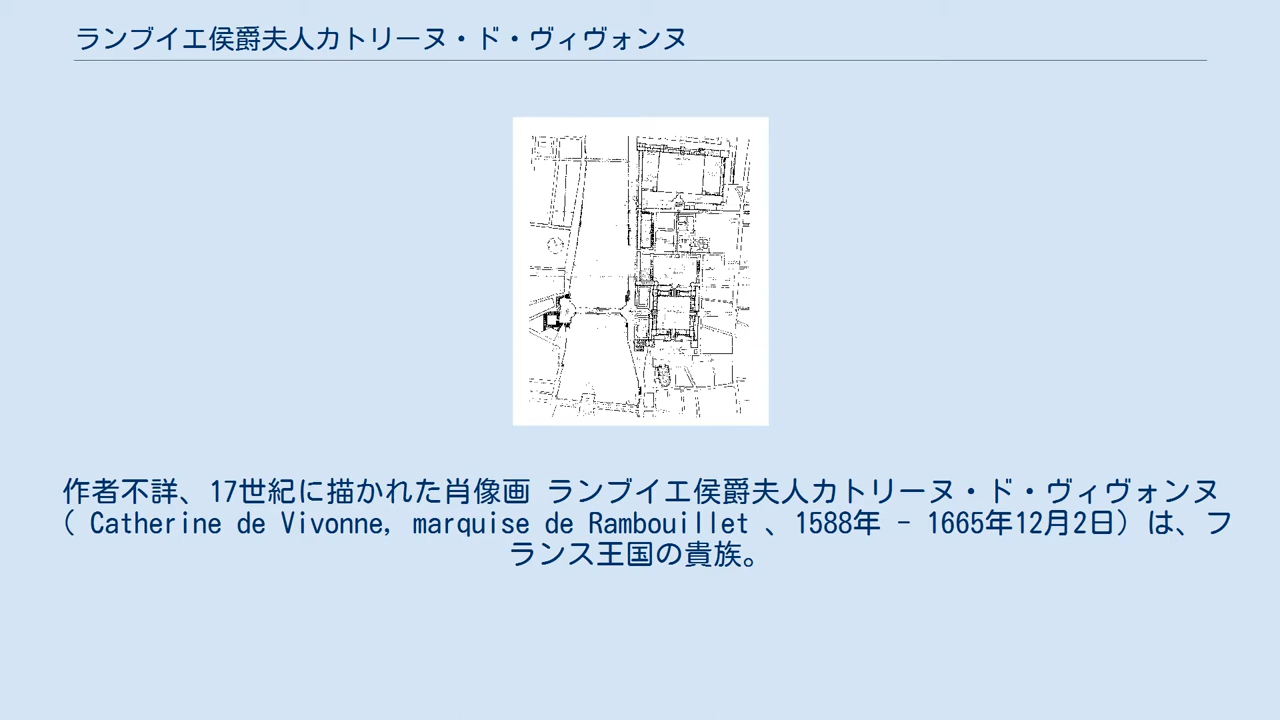 ランブイエ侯爵夫人カトリーヌ・ド・ヴィヴォンヌ
作者不詳、17世紀に描かれた肖像画 ランブイエ侯爵夫人カトリーヌ・ド・ヴィヴォンヌ
( Catherine de Vivonne, marquise de Rambouillet 、1588年 - 1665年12月2日) は、フ
ランス王国の貴族。